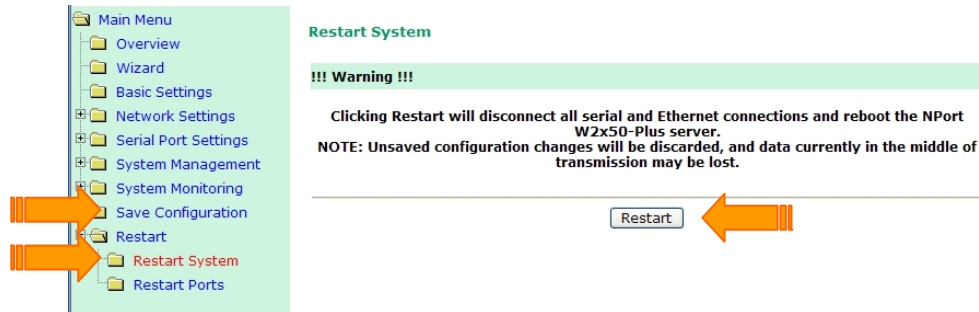 Main Menu
Overview
Wizard
Basic Settings
Network Settings
Serial Port Settings
System Management
System Monitoring
Save Configuration
Restart
Restart System
Restart Ports
Restart System
!!! Warning !!!
Clicking Restart will disconnect all serial and Ethernet connections and reboot the NPort
W2x50-Plus server.
NOTE: Unsaved configuration changes will be discarded, and data currently in the middle of
transmission may be lost.
Restart